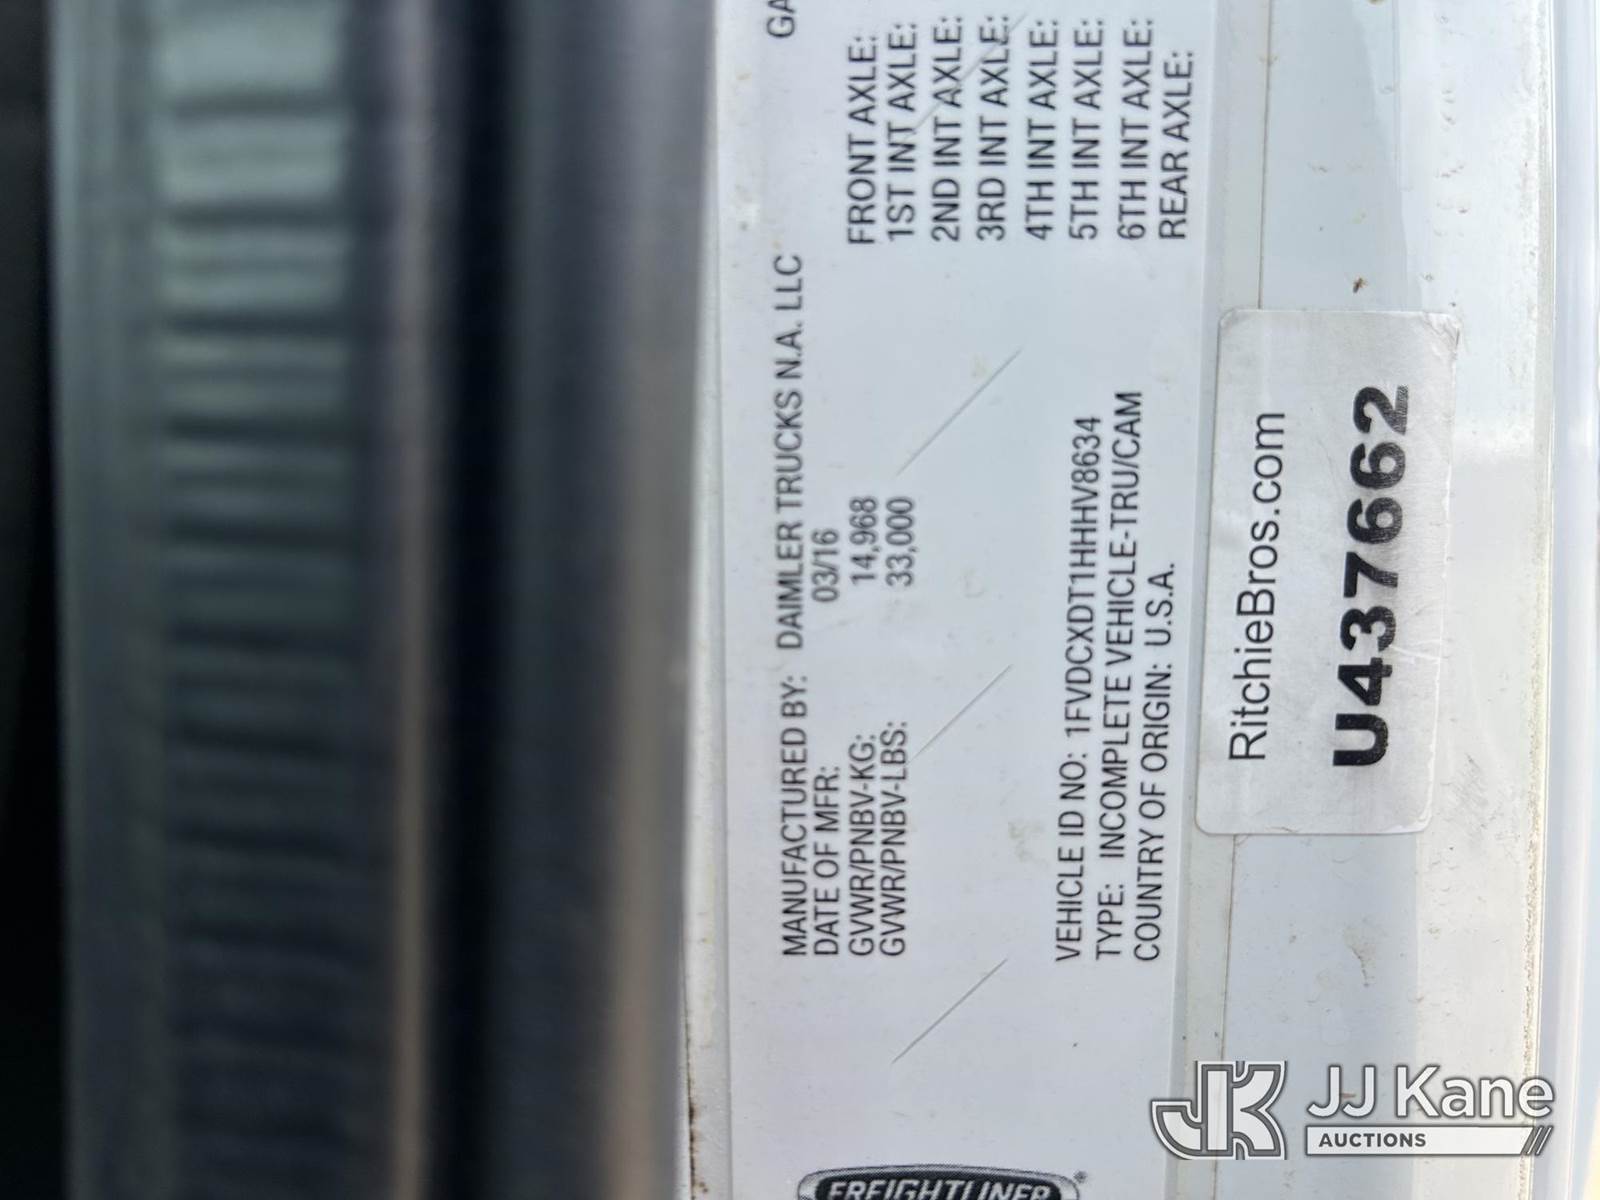 MANUFACTURED BY: DAIMLER TRUCKS N.A. LLC
DATE OF MFR: 03/16
GVWR/PNBV-KG: 14,968
GVWR/PNBV-LBS: 33,000
GA
FRONT AXLE:
1ST INT AXLE:
2ND INT AXLE:
3RD INT AXLE:
4TH INT AXLE:
5TH INT AXLE:
6TH INT AXLE:
REAR AXLE:
VEHICLE ID NO: 1FVDCXDT1HHHV8634
TYPE: INCOMPLETE VEHICLE-TRU/CAM
COUNTRY OF ORIGIN: U.S.A.
RitchieBros.com
U437662
FREIGHTLINER
JK JJ Kane
AUCTIONS